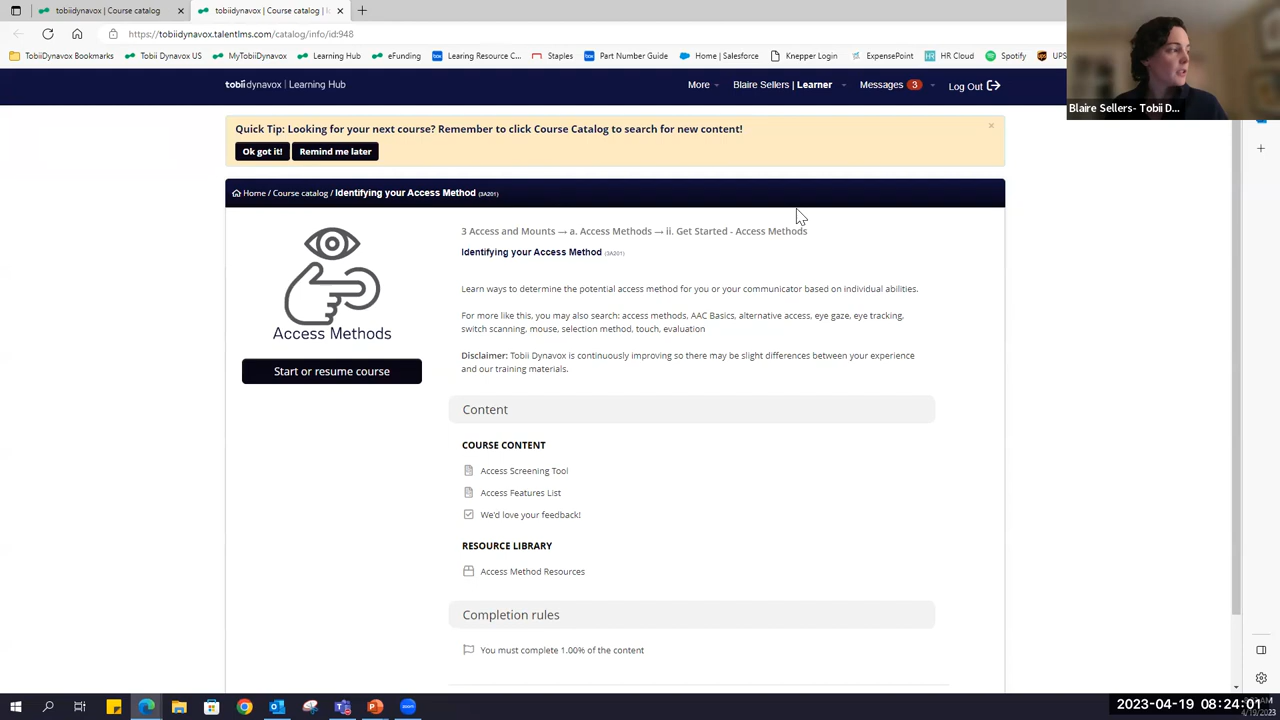 tobiidynavox | Course catalog |
tobiidynavox | Course catalog | I
https://tobiidynavox.talentlms.com/catalog/info/id:948
TobiiDynavox Bookmarks Tobii Dynavox US MyTobiiDynavox Learning Hub eFunding Learing Resource C... Staples Part Number Guide Home | Salesforce Knepper Login ExpensePoint HR Cloud Spotify UPS
Blaire Sellers- Tobii D...
tobiidynavox | Learning Hub
More Blaire Sellers | Learner Messages 3 Log Out
Quick Tip: Looking for your next course? Remember to click Course Catalog to search for new content!
Ok got it! Remind me later
Home / Course catalog / Identifying your Access Method (3A201)
3 Access and Mounts → a. Access Methods → ii. Get Started - Access Methods
Identifying your Access Method (3A201)
Access Methods
Start or resume course
Learn ways to determine the potential access method for you or your communicator based on individual abilities.
For more like this, you may also search: access methods, AAC Basics, alternative access, eye gaze, eye tracking,
switch scanning, mouse, selection method, touch, evaluation
Disclaimer: Tobii Dynavox is continuously improving so there may be slight differences between your experience
and our training materials.
Content
COURSE CONTENT
Access Screening Tool
Access Features List
We'd love your feedback!
RESOURCE LIBRARY
Access Method Resources
Completion rules
You must complete 1.00% of the content
zoom
2023-04-19 08:24:01